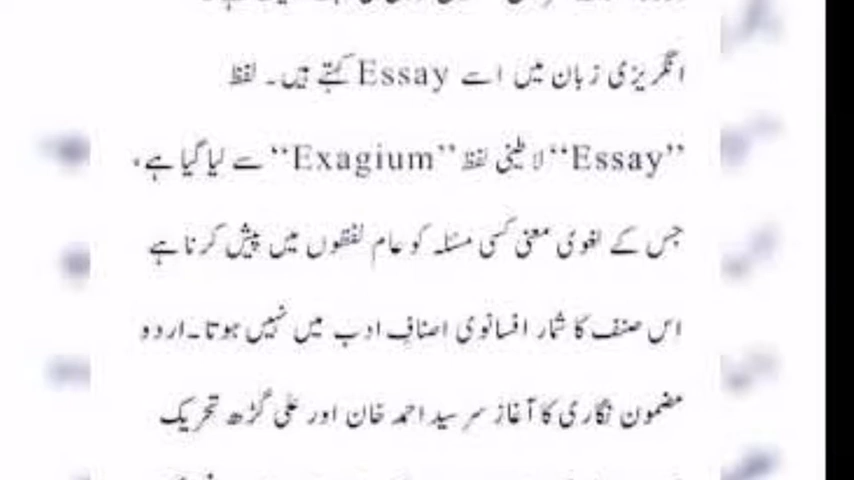 انگریزی زبان میں اسے Essay کہتے ہیں۔ لفظ
”Essay“ لاطینی لفظ ”Exagium“ سے لیا گیا ہے،
جس کے لغوی معنی کسی مسئلہ کو عام لفظوں میں پیش کرنا ہے
اس صنف کا شمار افسانوی اصنافِ ادب میں نہیں ہوتا۔اردو
مضمون نگاری کا آغاز سر سید احمد خان اور علی گڑھ تحریک